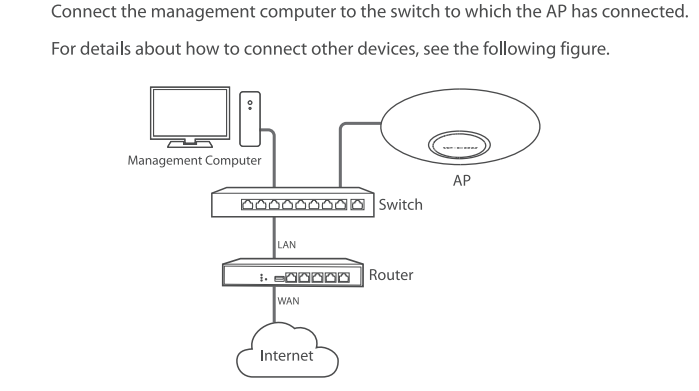 Connect the management computer to the switch to which the AP has connected.
For details about how to connect other devices, see the following figure.
Management Computer
AP
Switch
LAN
Router
WAN
Internet